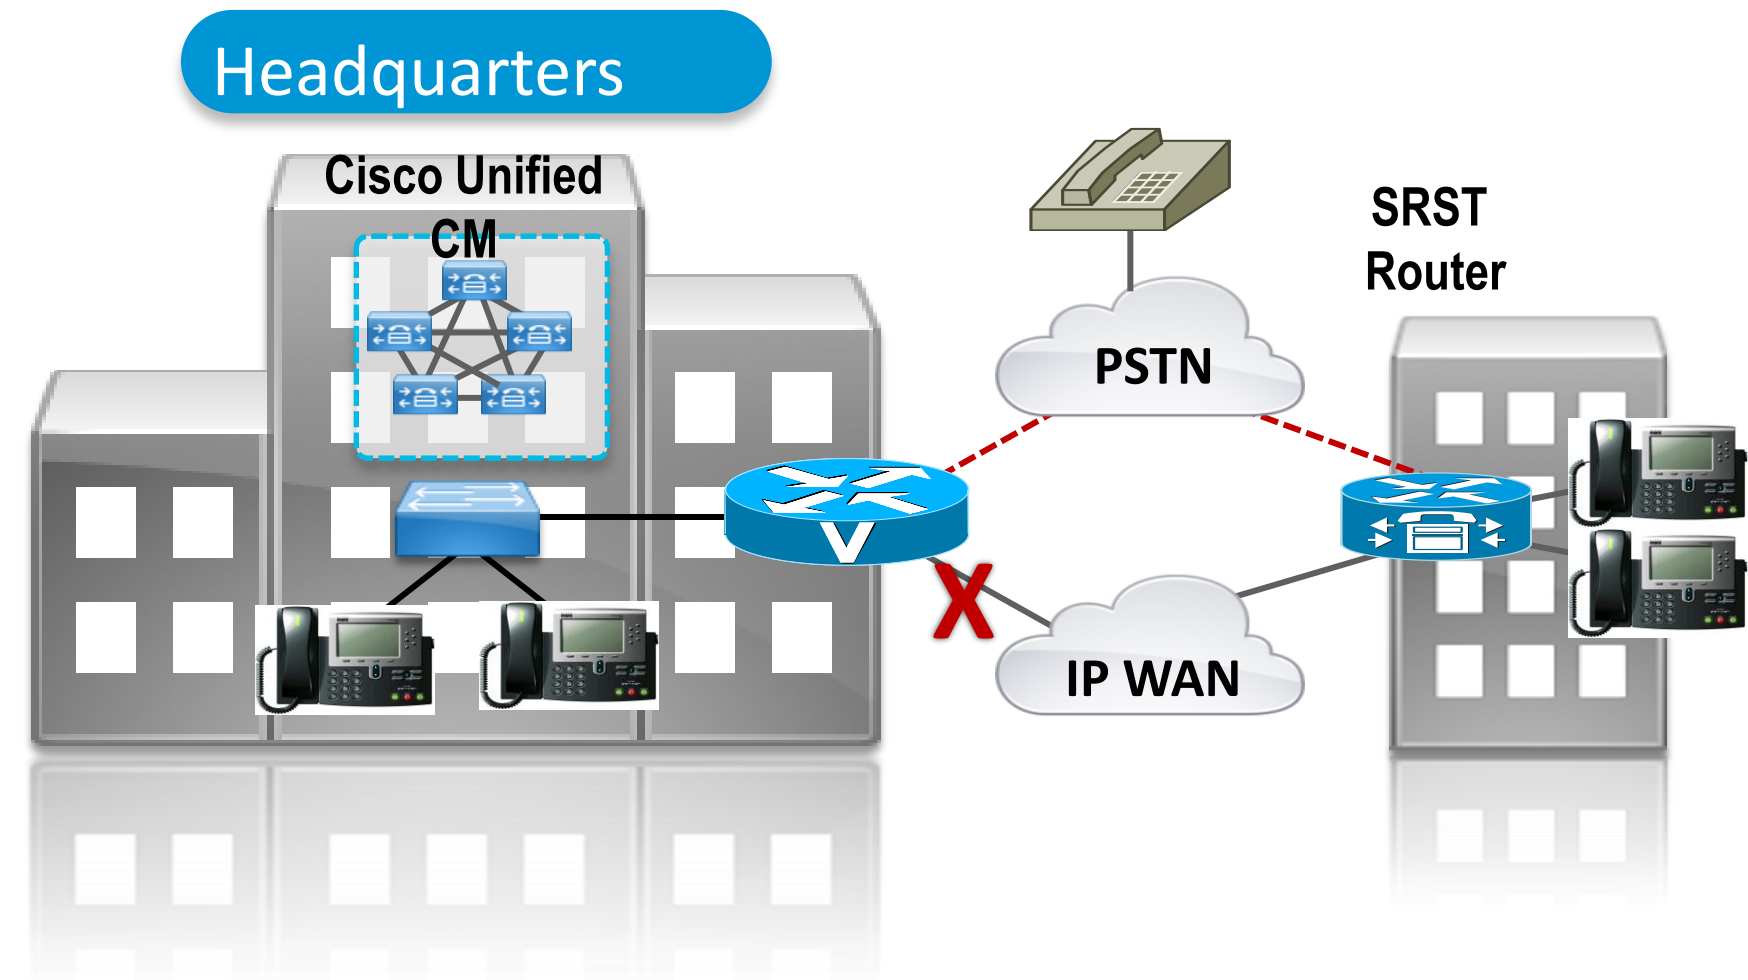 Headquarters
Cisco Unified
CM
SRST
Router
PSTN
V
X
IP WAN